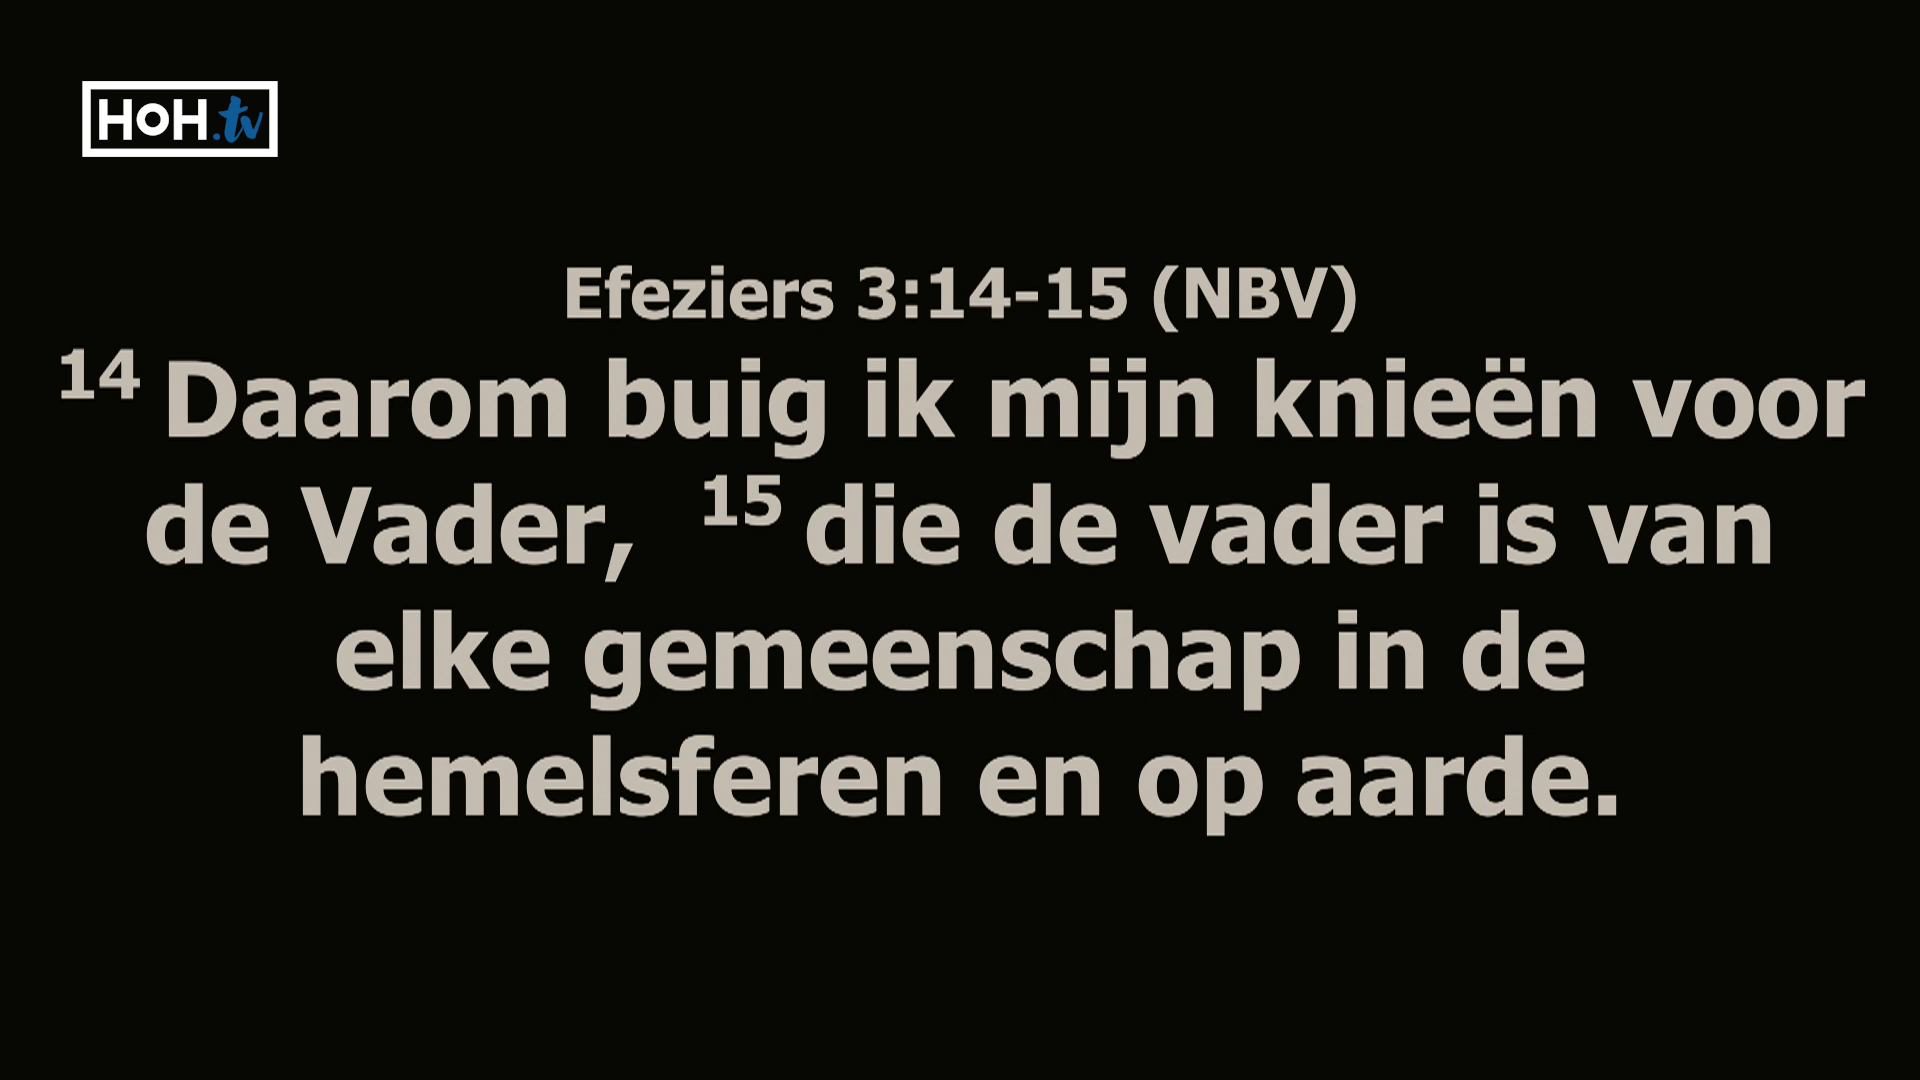 HOH.tv
Efeziers 3:14-15 (NBV)
14 Daarom buig ik mijn knieën voor
de Vader, 15 die de vader is van
elke gemeenschap in de
hemelsferen en op aarde.